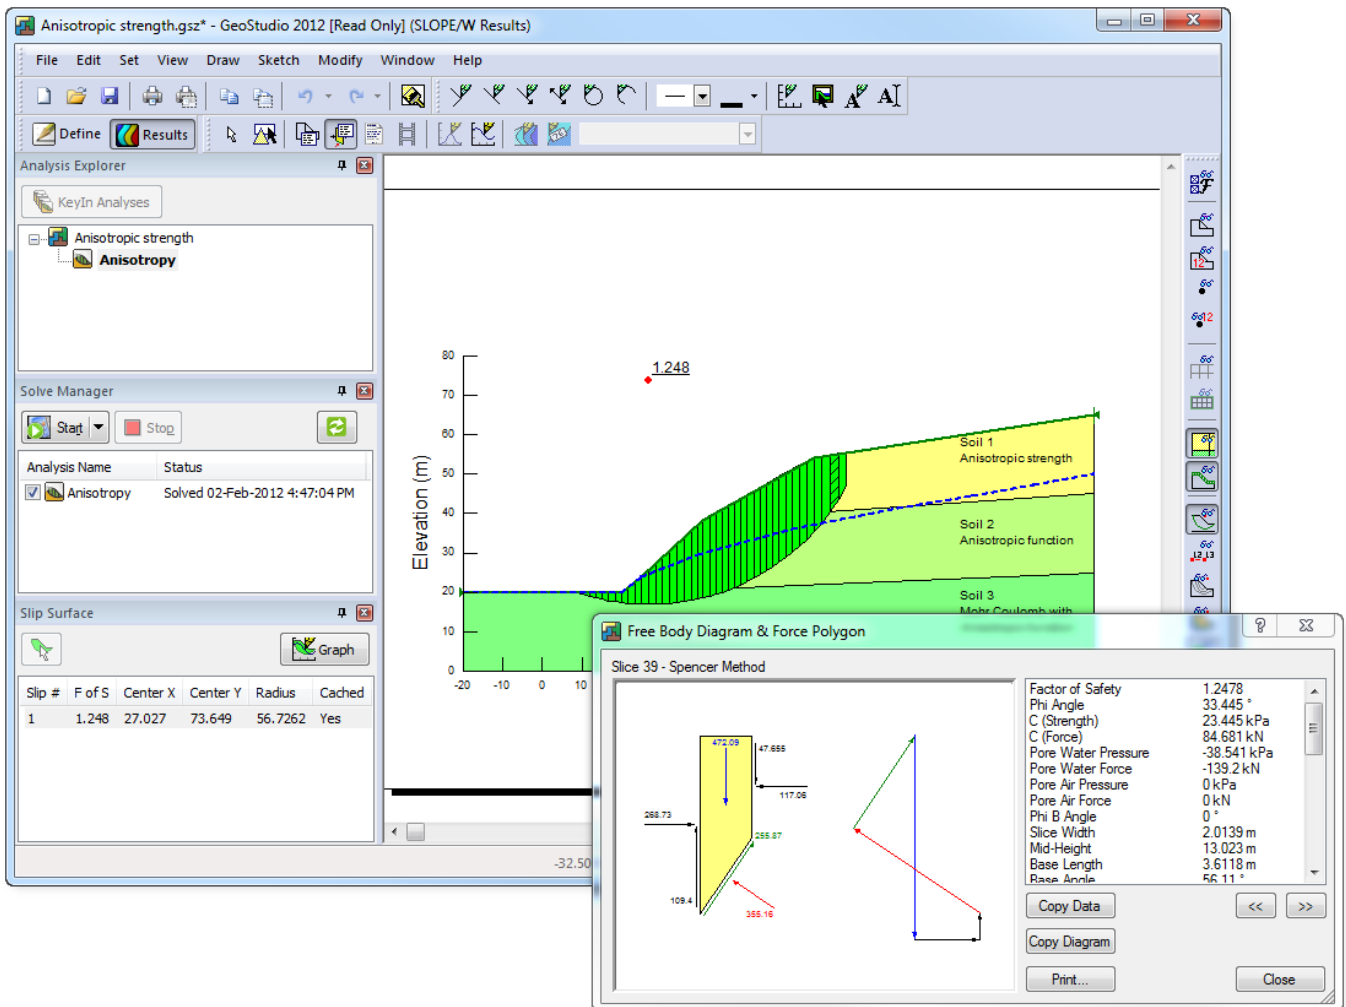 Anisotropic strength.gsz* - GeoStudio 2012 [Read Only] (SLOPE/W Results)
File Edit Set View Draw Sketch Modify Window Help
Define Results
Analysis Explorer
KeyIn Analyses
Anisotropic strength
Anisotropy
Solve Manager
Start Stop
Analysis Name Status
Anisotropy Solved 02-Feb-2012 4:47:04 PM
Slip Surface
Graph
Slip # F of S Center X Center Y Radius Cached
1 1.248 27.027 73.649 56.7262 Yes
1.248
Elevation (m)
80
70
60
50
40
30
20
10
0
-20 -10 0 10
Soil 1
Anisotropic strength
Soil 2
Anisotropic function
Soil 3
Mohr Coulomb with
-32.50
Free Body Diagram & Force Polygon
Slice 39 - Spencer Method
472.09
47.655
117.06
268.73
255.87
109.4
355.16
Factor of Safety 1.2478
Phi Angle 33.445 °
C (Strength) 23.445 kPa
C (Force) 84.681 kN
Pore Water Pressure -38.541 kPa
Pore Water Force -139.2 kN
Pore Air Pressure 0 kPa
Pore Air Force 0 kN
Phi B Angle 0 °
Slice Width 2.0139 m
Mid-Height 13.023 m
Base Length 3.6118 m
Base Angle 56.11 °
Copy Data << >>
Copy Diagram
Print... Close